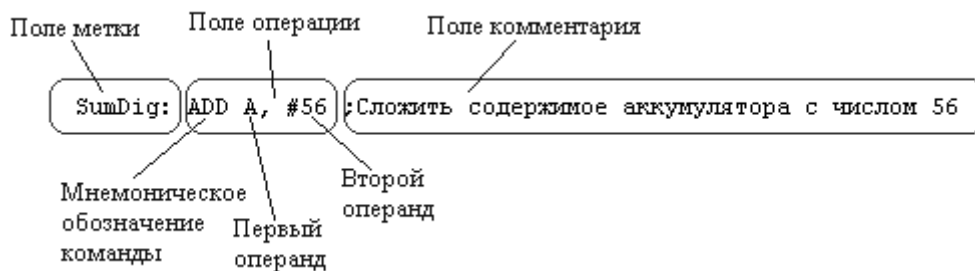 Поле метки
Поле операции
Поле комментария
SumDig: ADD A, #56 ;Сложить содержимое аккумулятора с числом 56
Мнемоническое
обозначение
команды
Первый
операнд
Второй
операнд